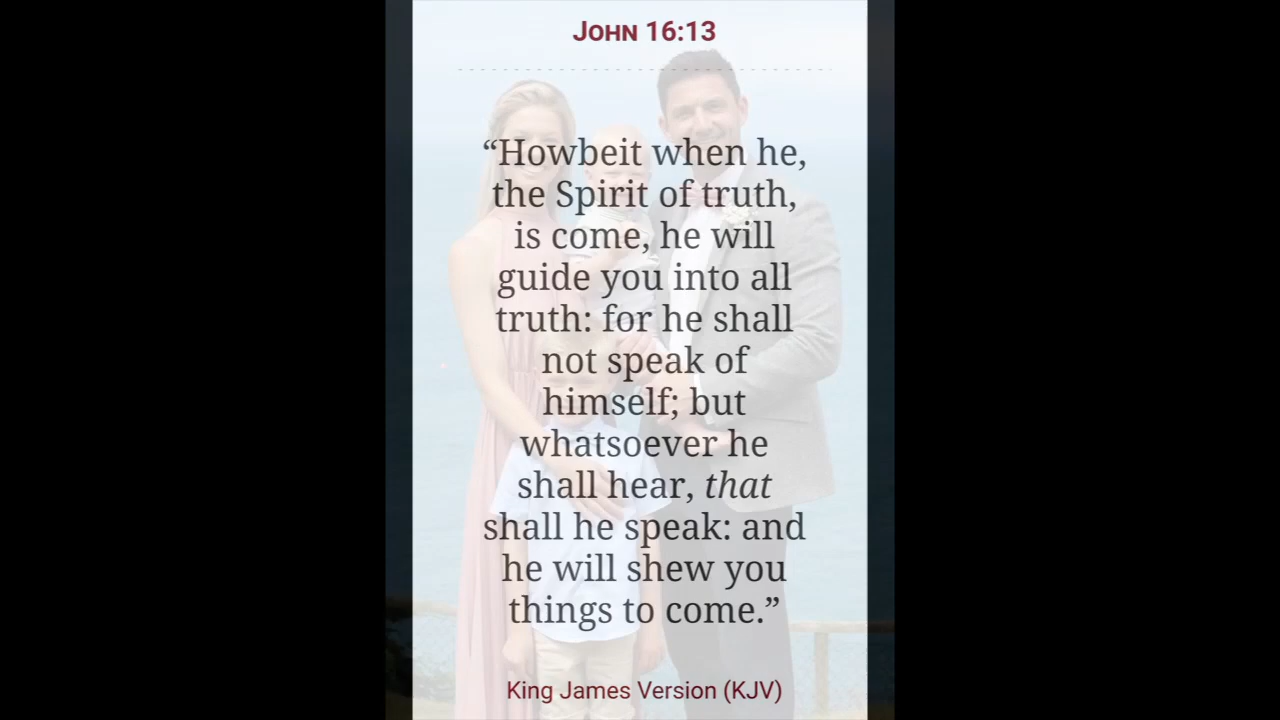 John 16:13
“Howbeit when he,
the Spirit of truth,
is come, he will
guide you into all
truth: for he shall
not speak of
himself; but
whatsoever he
shall hear, that
shall he speak: and
he will shew you
things to come.”
King James Version (KJV)